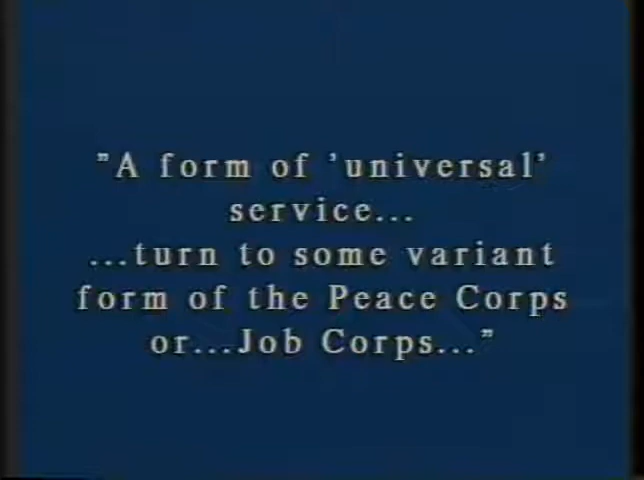 "A form of 'universal'
service...
...turn to some variant
form of the Peace Corps
or...Job Corps..."